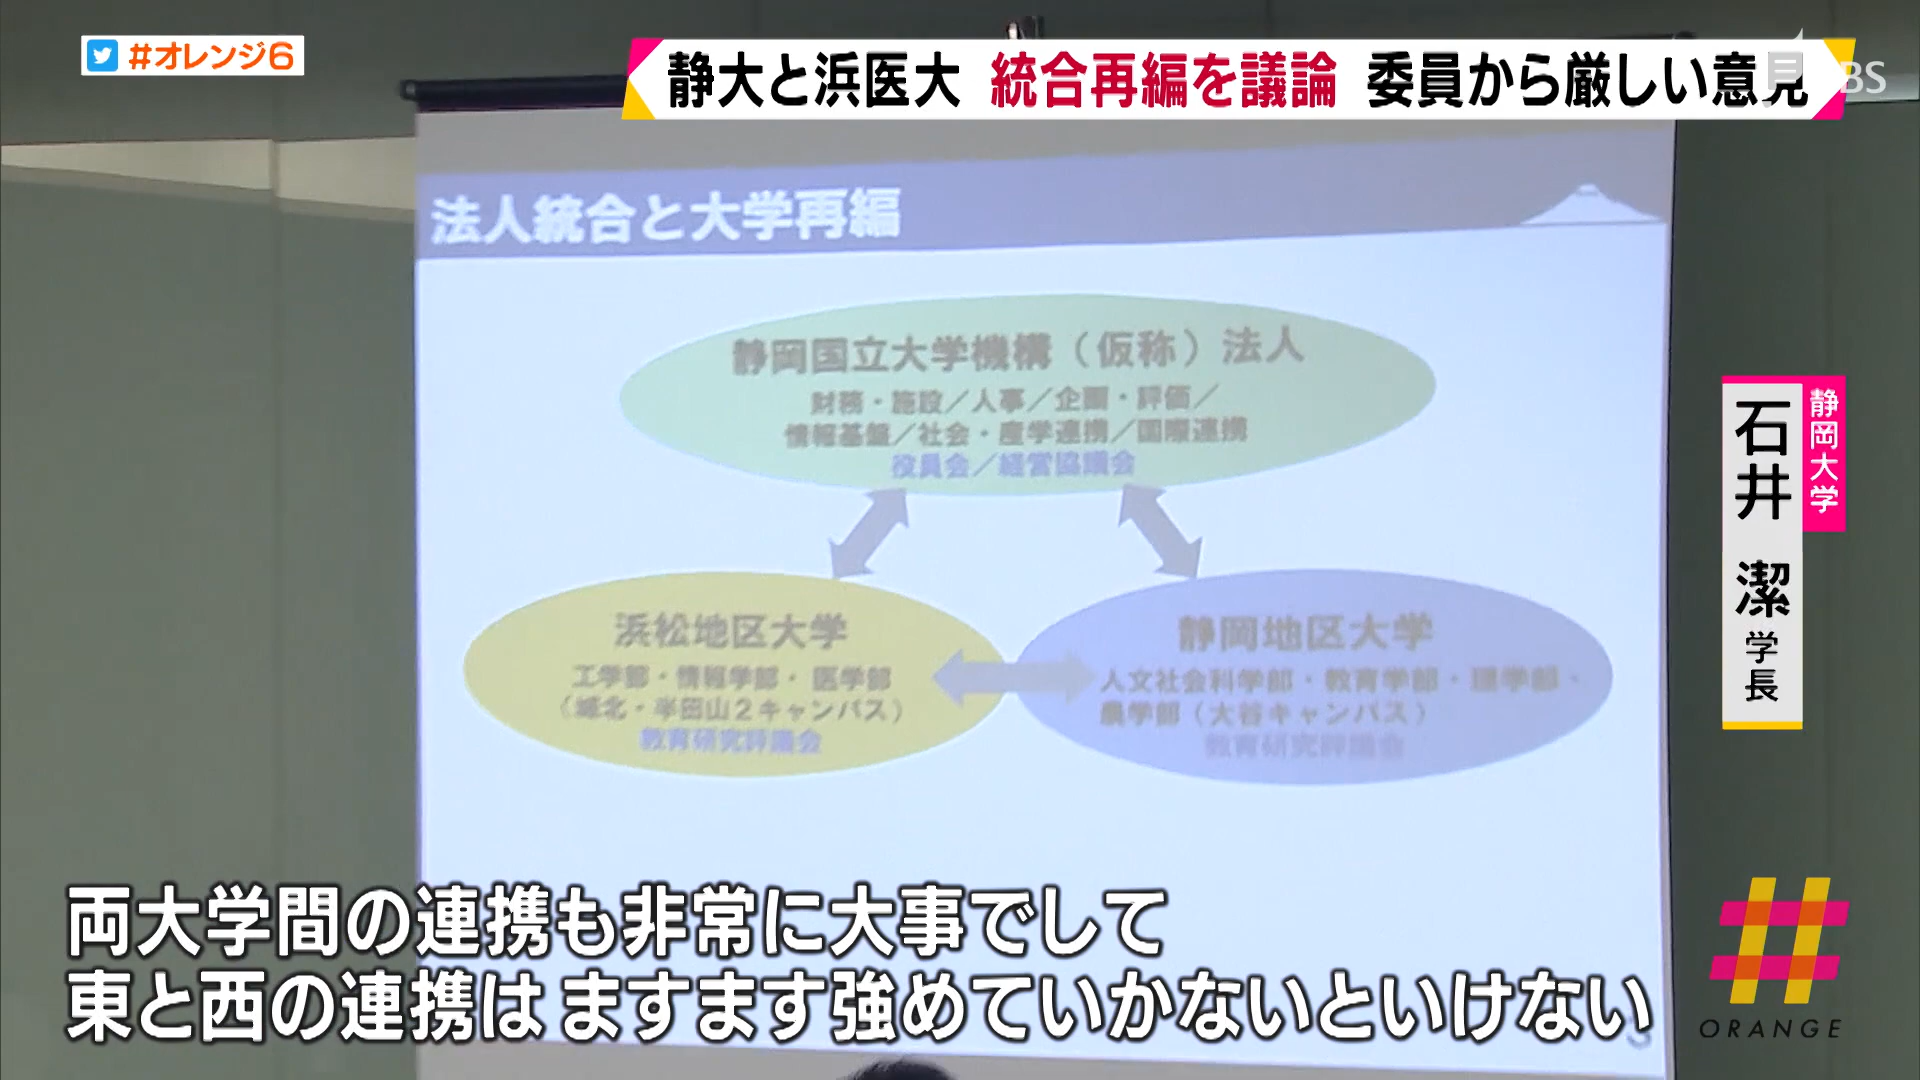 #オレンジ6
静大と浜医大 統合再編を議論 委員から厳しい意見
BS
法人統合と大学再編
静岡国立大学機構（仮称）法人
財務・施設／人事／企画・評価／
情報基盤／社会・産学連携／国際連携
役員会／経営協議会
浜松地区大学
工学部・情報学部・医学部
（城北・半田山2キャンパス）
教育研究評議会
静岡地区大学
人文社会科学部・教育学部・理学部・
農学部（大谷キャンパス）
教育研究評議会
静岡大学
石井 潔 学長
両大学間の連携も非常に大事でして
東と西の連携は ますます強めていかないといけない
3
#
ORANGE